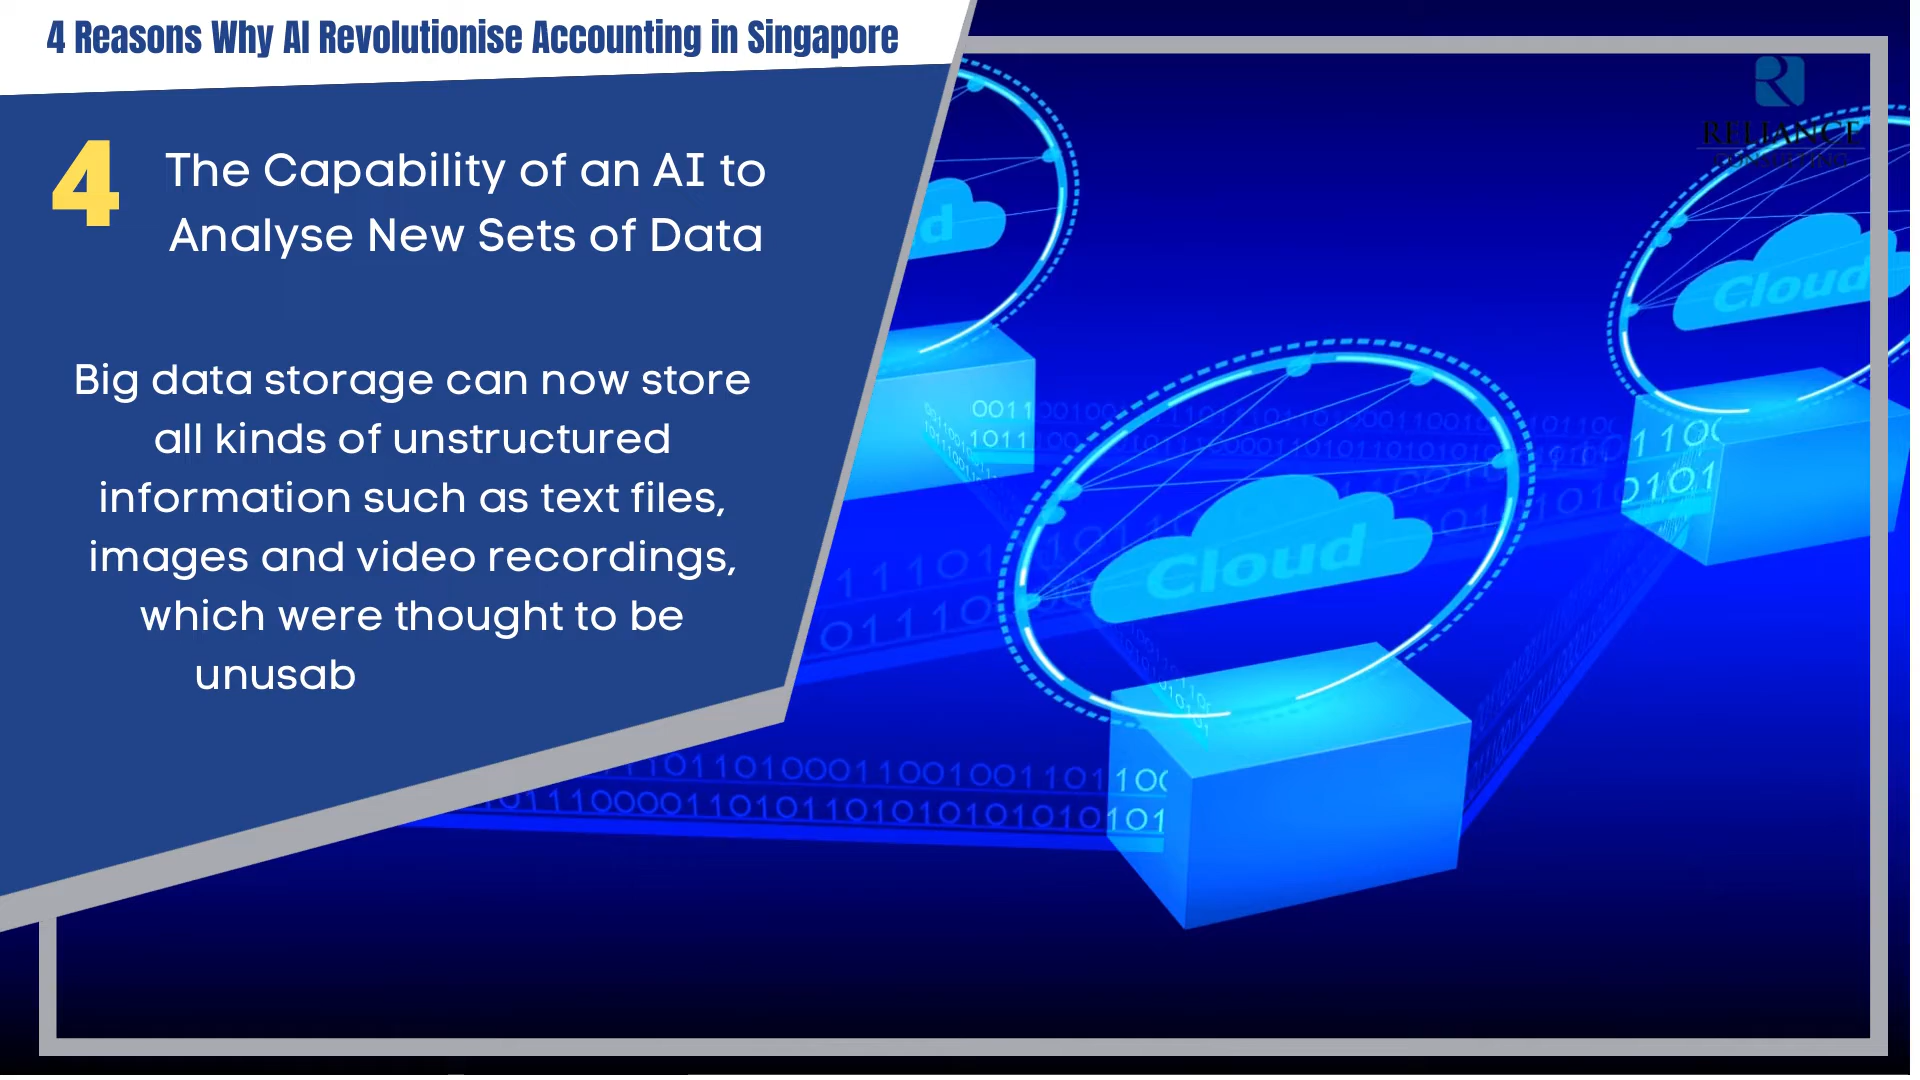 4 Reasons Why AI Revolutionise Accounting in Singapore
4
The Capability of an AI to
Analyse New Sets of Data
Big data storage can now store
all kinds of unstructured
information such as text files,
images and video recordings,
which were thought to be
unusab
RELIANCE
CONSULTING
Cloud
Cloud